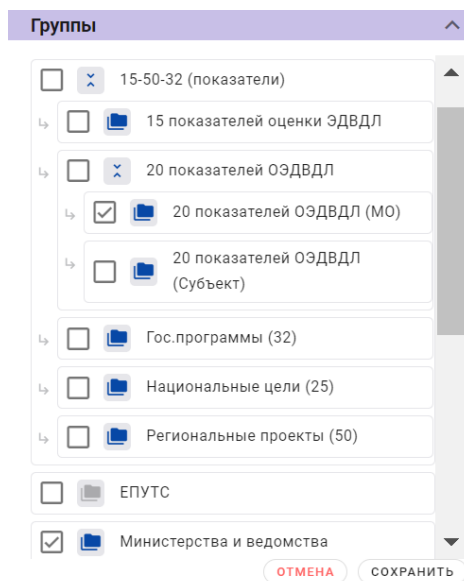 Группы
15-50-32 (показатели)
15 показателей оценки ЭДВДЛ
20 показателей ОЭДВДЛ
20 показателей ОЭДВДЛ (МО)
20 показателей ОЭДВДЛ
(Субъект)
Гос.программы (32)
Национальные цели (25)
Региональные проекты (50)
ЕПУТС
Министерства и ведомства
ОТМЕНА
СОХРАНИТЬ